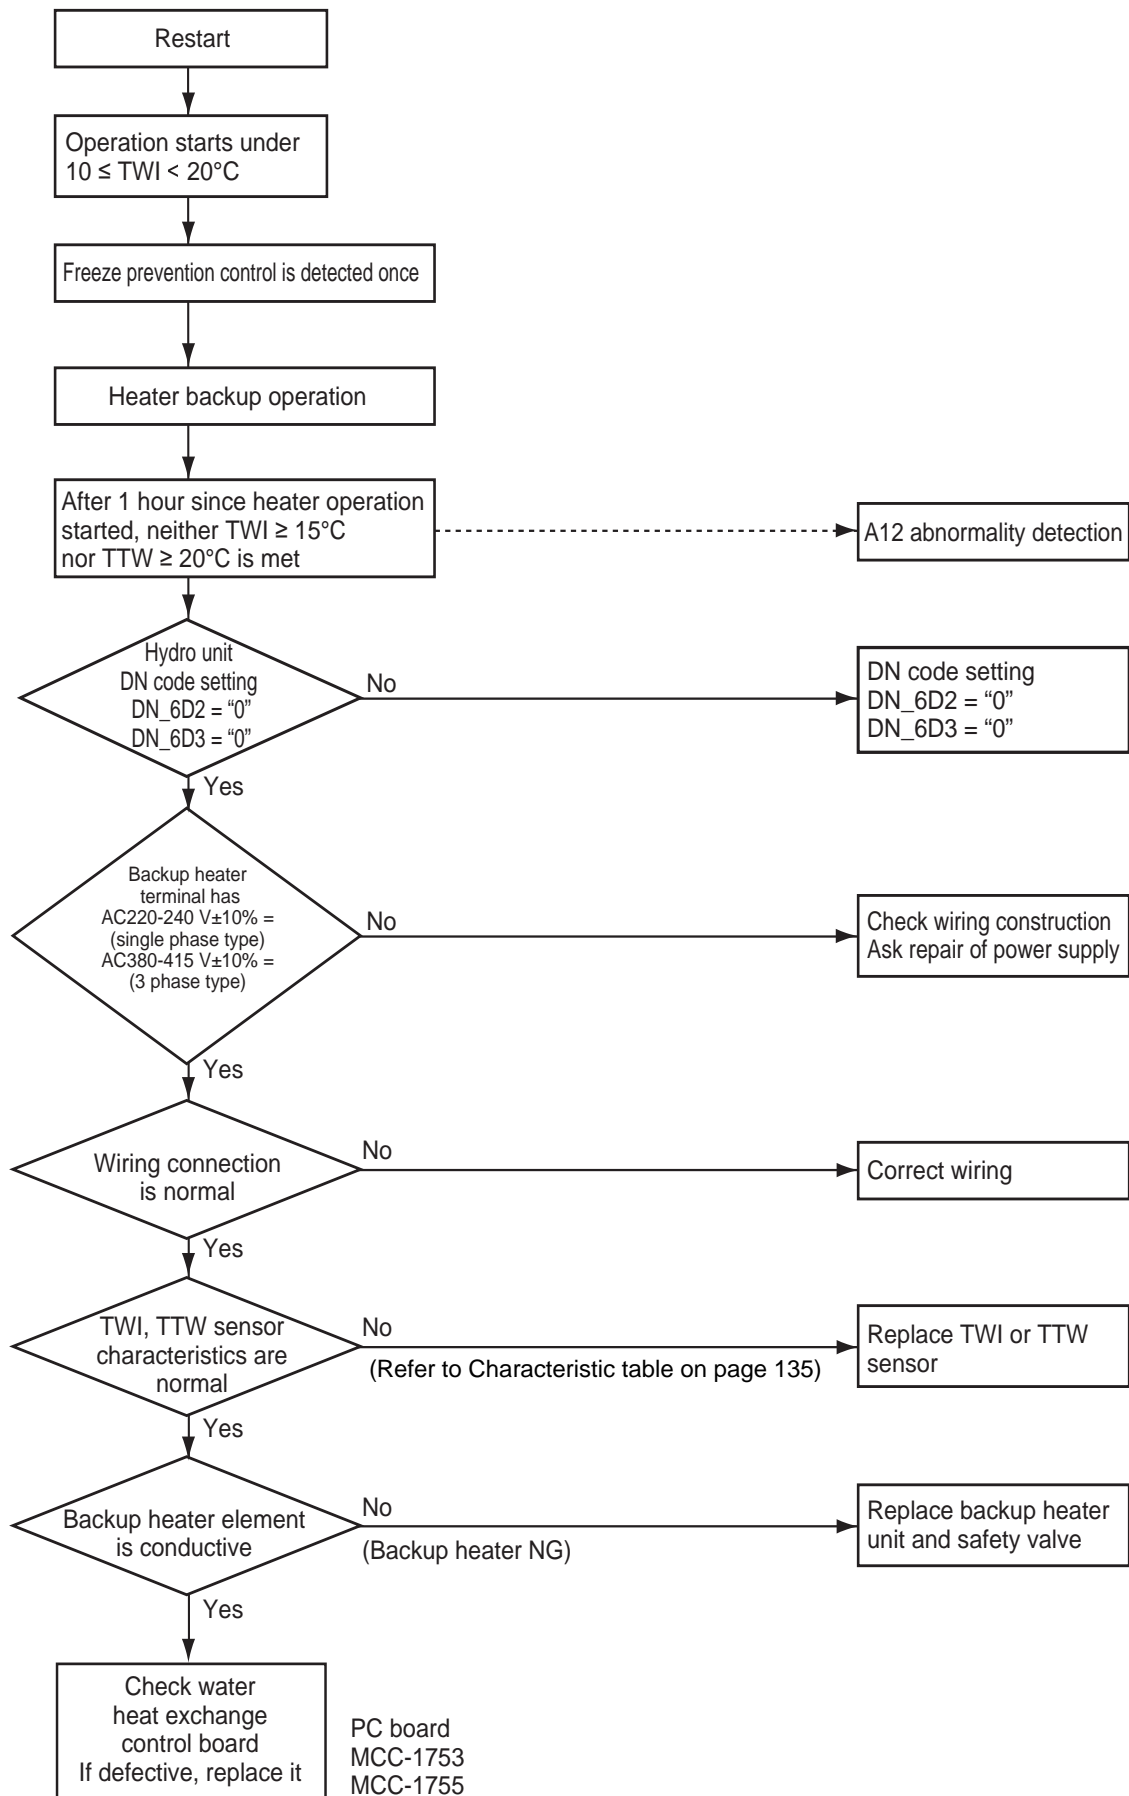 Restart
Operation starts under
10 ≤ TWI < 20°C
Freeze prevention control is detected once
Heater backup operation
After 1 hour since heater operation
started, neither TWI ≥ 15°C
nor TTW ≥ 20°C is met
A12 abnormality detection
Hydro unit
DN code setting
DN_6D2 = “0”
DN_6D3 = “0”
No
DN code setting
DN_6D2 = “0”
DN_6D3 = “0”
Yes
Backup heater
terminal has
AC220-240 V±10% =
(single phase type)
AC380-415 V±10% =
(3 phase type)
No
Check wiring construction
Ask repair of power supply
Yes
Wiring connection
is normal
No
Correct wiring
Yes
TWI, TTW sensor
characteristics are
normal
No
(Refer to Characteristic table on page 135)
Replace TWI or TTW
sensor
Yes
Backup heater element
is conductive
No
(Backup heater NG)
Replace backup heater
unit and safety valve
Yes
Check water
heat exchange
control board
If defective, replace it
PC board
MCC-1753
MCC-1755